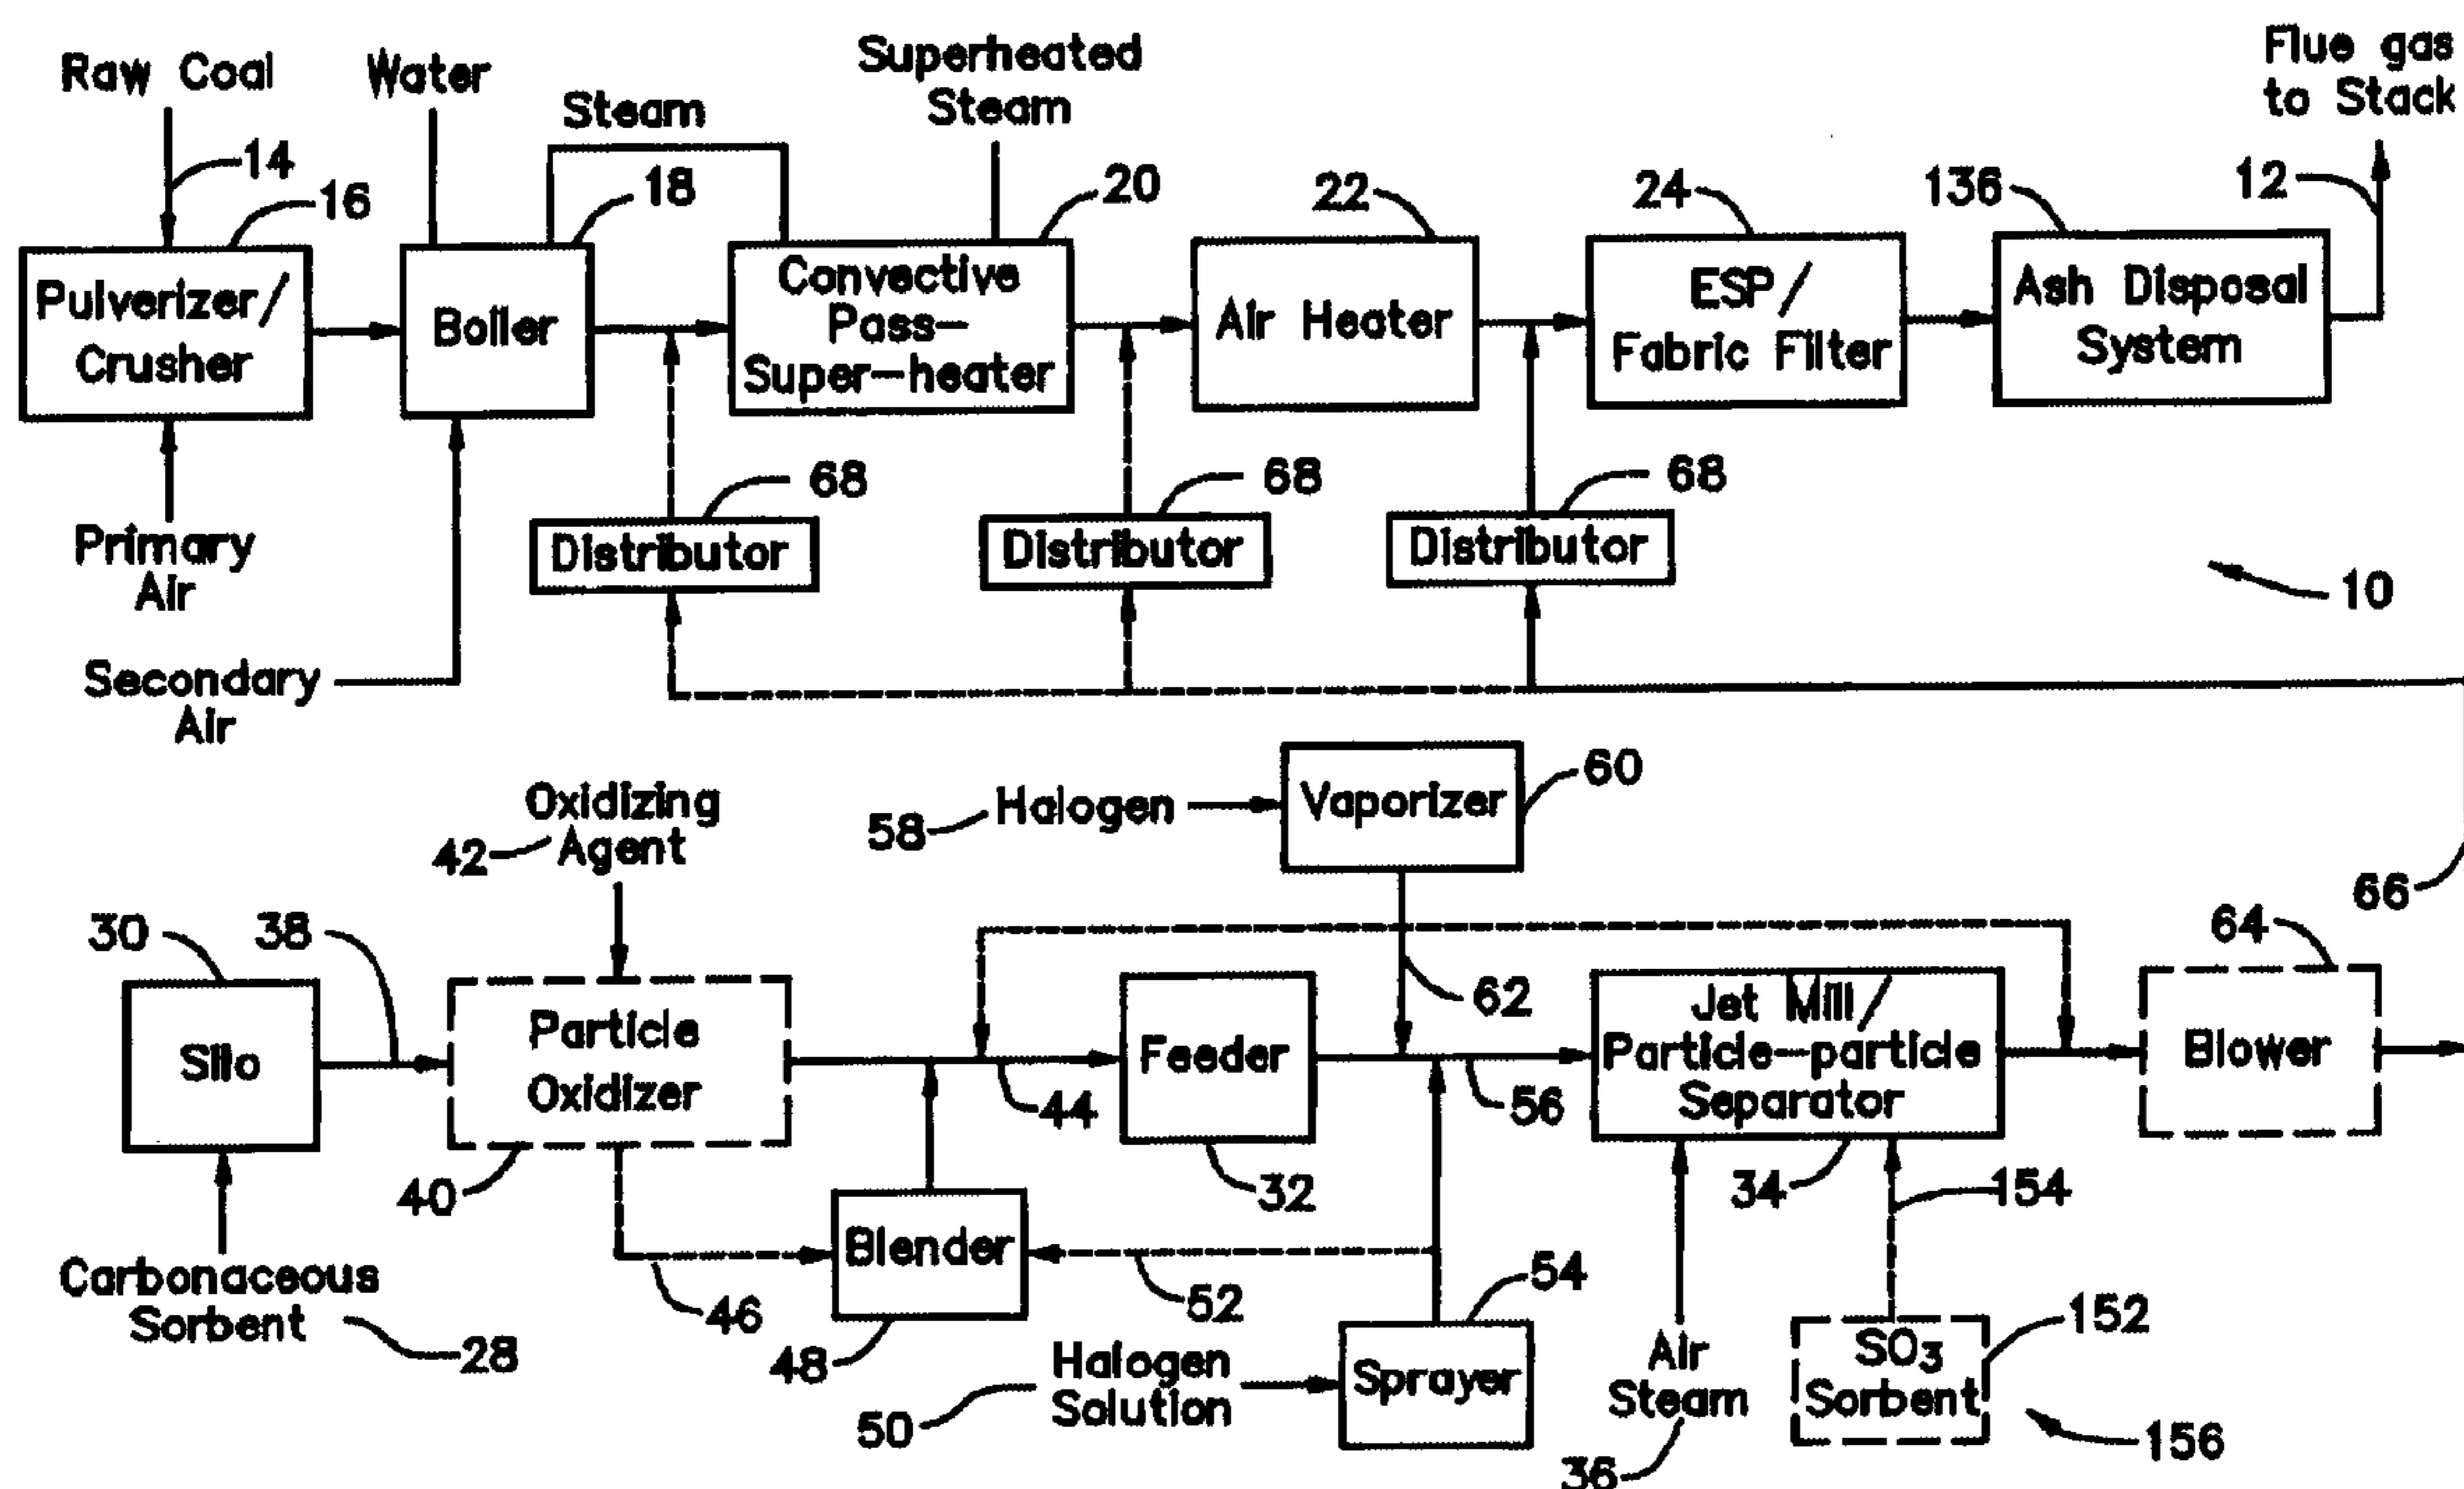 Raw Coal
Water
Steam
Superheated
Steam
Flue gas
to Stack
14
16
18
20
22
24
136
12
Pulverizer/
Crusher
Boiler
Convective
Pass-
Super-heater
Air Heater
ESP/
Fabric Filter
Ash Disposal
System
68
68
68
Primary
Air
Distributor
Distributor
Distributor
10
Secondary
Air
66
Oxidizing
Agent
42
58
Halogen
Vaporizer
60
30
38
64
Silo
Particle
Oxidizer
44
Feeder
62
56
Jet Mill/
Particle-particle
Separator
Blower
40
32
34
154
Carbonaceous
Sorbent
28
46
Blender
48
52
54
50
Halogen
Solution
Sprayer
Air
Steam
36
SO3
Sorbent
152
156